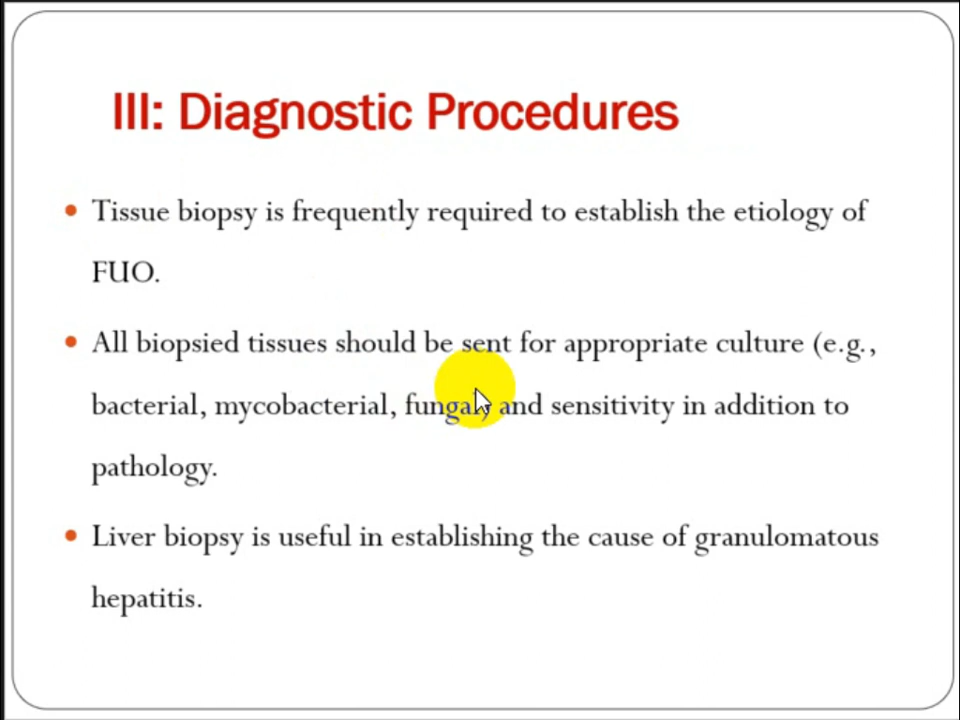 III: Diagnostic Procedures
• Tissue biopsy is frequently required to establish the etiology of
FUO.
• All biopsied tissues should be sent for appropriate culture (e.g.,
bacterial, mycobacterial, fungal) and sensitivity in addition to
pathology.
• Liver biopsy is useful in establishing the cause of granulomatous
hepatitis.